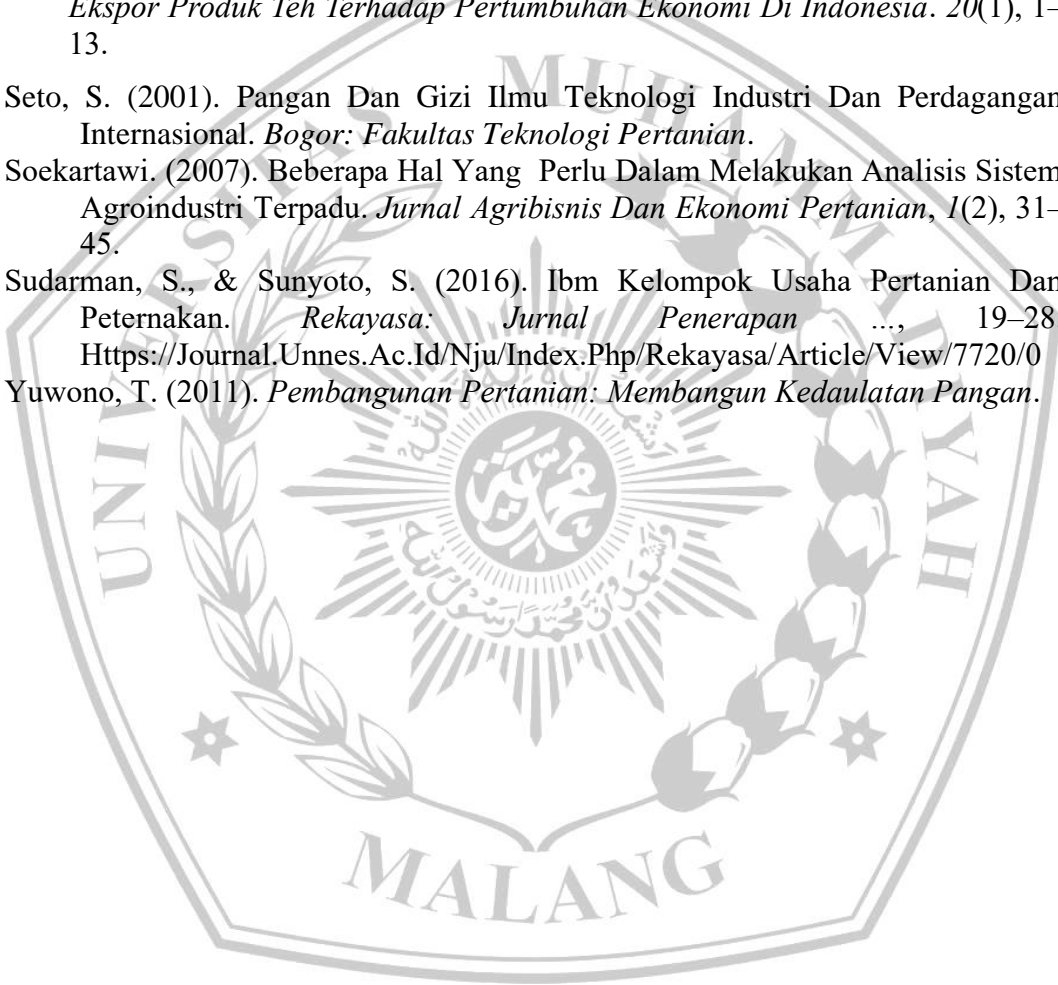 Ekspor Produk Teh Terhadap Pertumbuhan Ekonomi Di Indonesia. 20(1), 1–
13.
Seto, S. (2001). Pangan Dan Gizi Ilmu Teknologi Industri Dan Perdagangan
Internasional. Bogor: Fakultas Teknologi Pertanian.
Soekartawi. (2007). Beberapa Hal Yang Perlu Dalam Melakukan Analisis Sistem
Agroindustri Terpadu. Jurnal Agribisnis Dan Ekonomi Pertanian, 1(2), 31–
45.
Sudarman, S., & Sunyoto, S. (2016). Ibm Kelompok Usaha Pertanian Dan
Peternakan. Rekayasa: Jurnal Penerapan ..., 19–28
Https://Journal.Unnes.Ac.Id/Nju/Index.Php/Rekayasa/Article/View/7720/0
Yuwono, T. (2011). Pembangunan Pertanian: Membangun Kedaulatan Pangan.
UNIVERSITAS MUHAMMADIYAH
MALANG